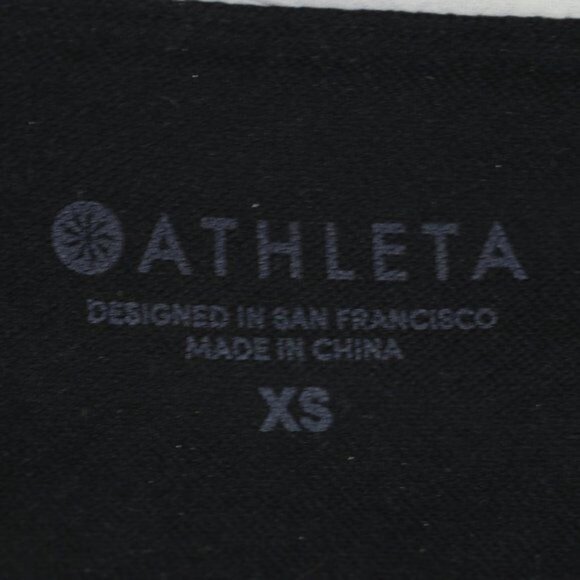 ATHLETA
DESIGNED IN SAN FRANCISCO
MADE IN CHINA
XS